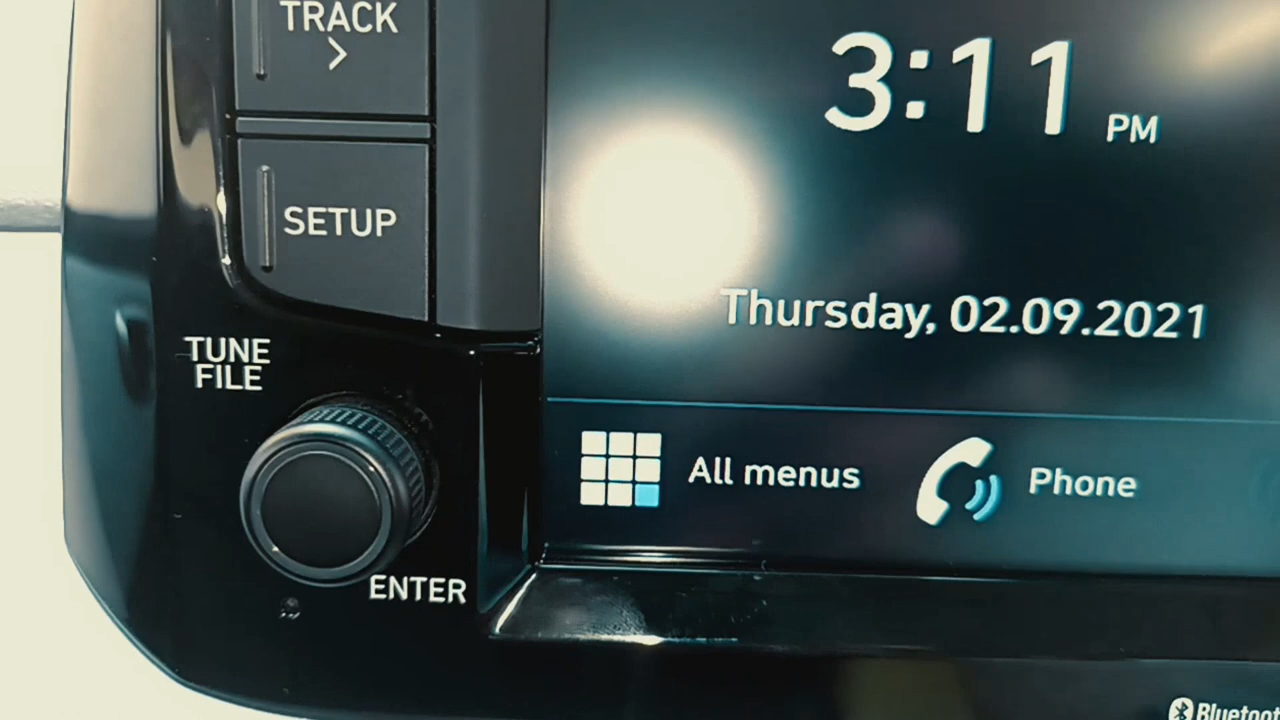 TRACK
>
SETUP
TUNE
FILE
ENTER
3:11 PM
Thursday, 02.09.2021
All menus
Phone